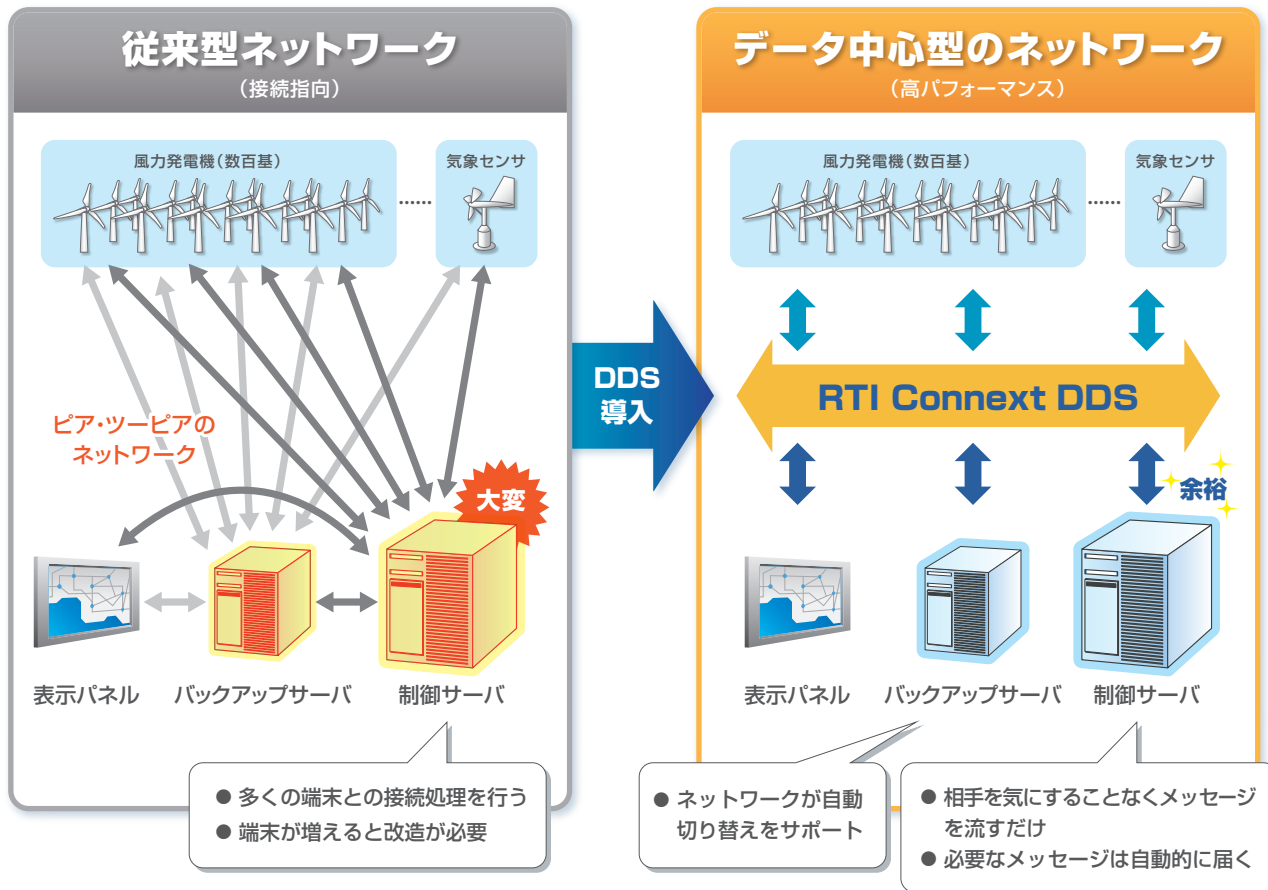 従来型ネットワーク
（接続指向）
風力発電機（数百基）
……
気象センサ
ピア・ツーピアの
ネットワーク
大変
表示パネル
バックアップサーバ
制御サーバ
● 多くの端末との接続処理を行う
● 端末が増えると改造が必要
DDS
導入
データ中心型のネットワーク
（高パフォーマンス）
風力発電機（数百基）
……
気象センサ
RTI Connext DDS
余裕
表示パネル
バックアップサーバ
制御サーバ
● ネットワークが自動
切り替えをサポート
● 相手を気にすることなくメッセージ
を流すだけ
● 必要なメッセージは自動的に届く